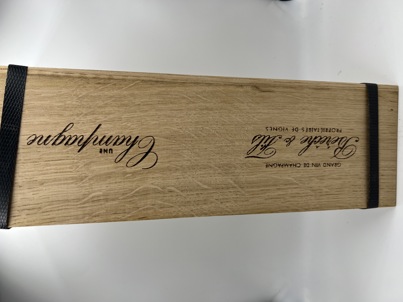 GRAND VIN DE CHAMPAGNE
Bérêche & Fils
PROPRIÉTAIRES DE VIGNES
UNE
Champagne